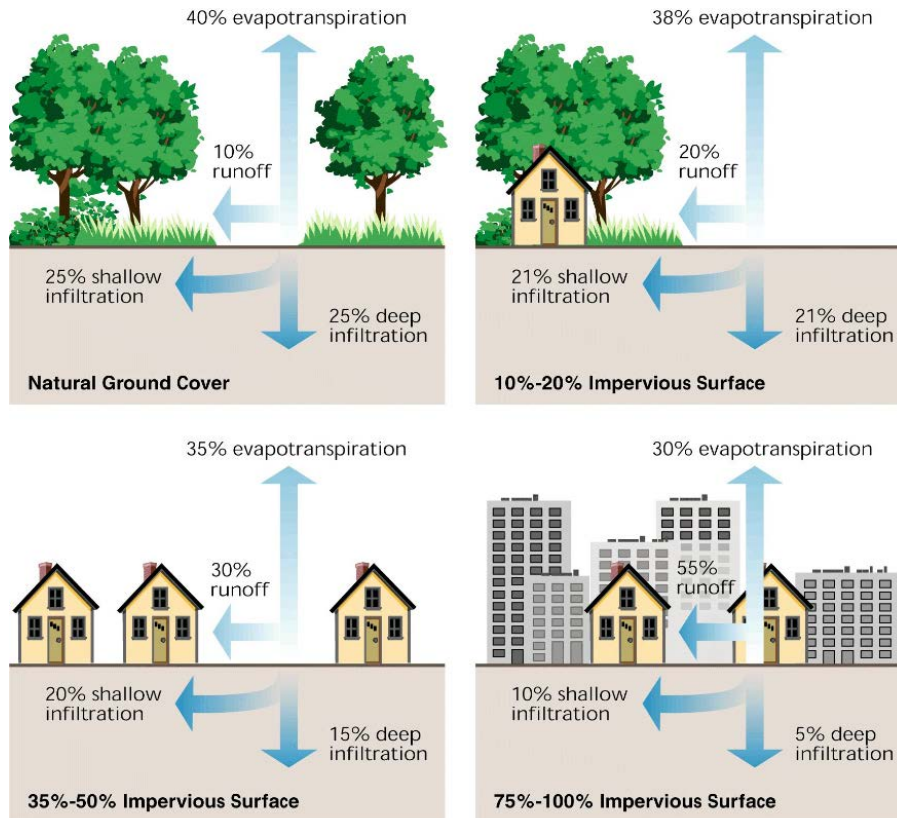 40% evapotranspiration
10%
runoff
25% shallow
infiltration
25% deep
infiltration
Natural Ground Cover
38% evapotranspiration
20%
runoff
21% shallow
infiltration
21% deep
infiltration
10%-20% Impervious Surface
35% evapotranspiration
30%
runoff
20% shallow
infiltration
15% deep
infiltration
35%-50% Impervious Surface
30% evapotranspiration
55%
runoff
10% shallow
infiltration
5% deep
infiltration
75%-100% Impervious Surface